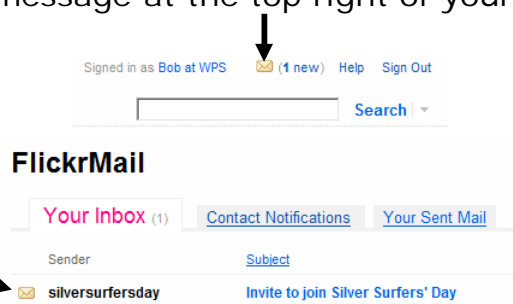 message at the top right of your
Signed in as Bob at WPS (1 new) Help Sign Out
Search
FlickrMail
Your Inbox (1) Contact Notifications Your Sent Mail
Sender Subject
silversurfersday Invite to join Silver Surfers' Day